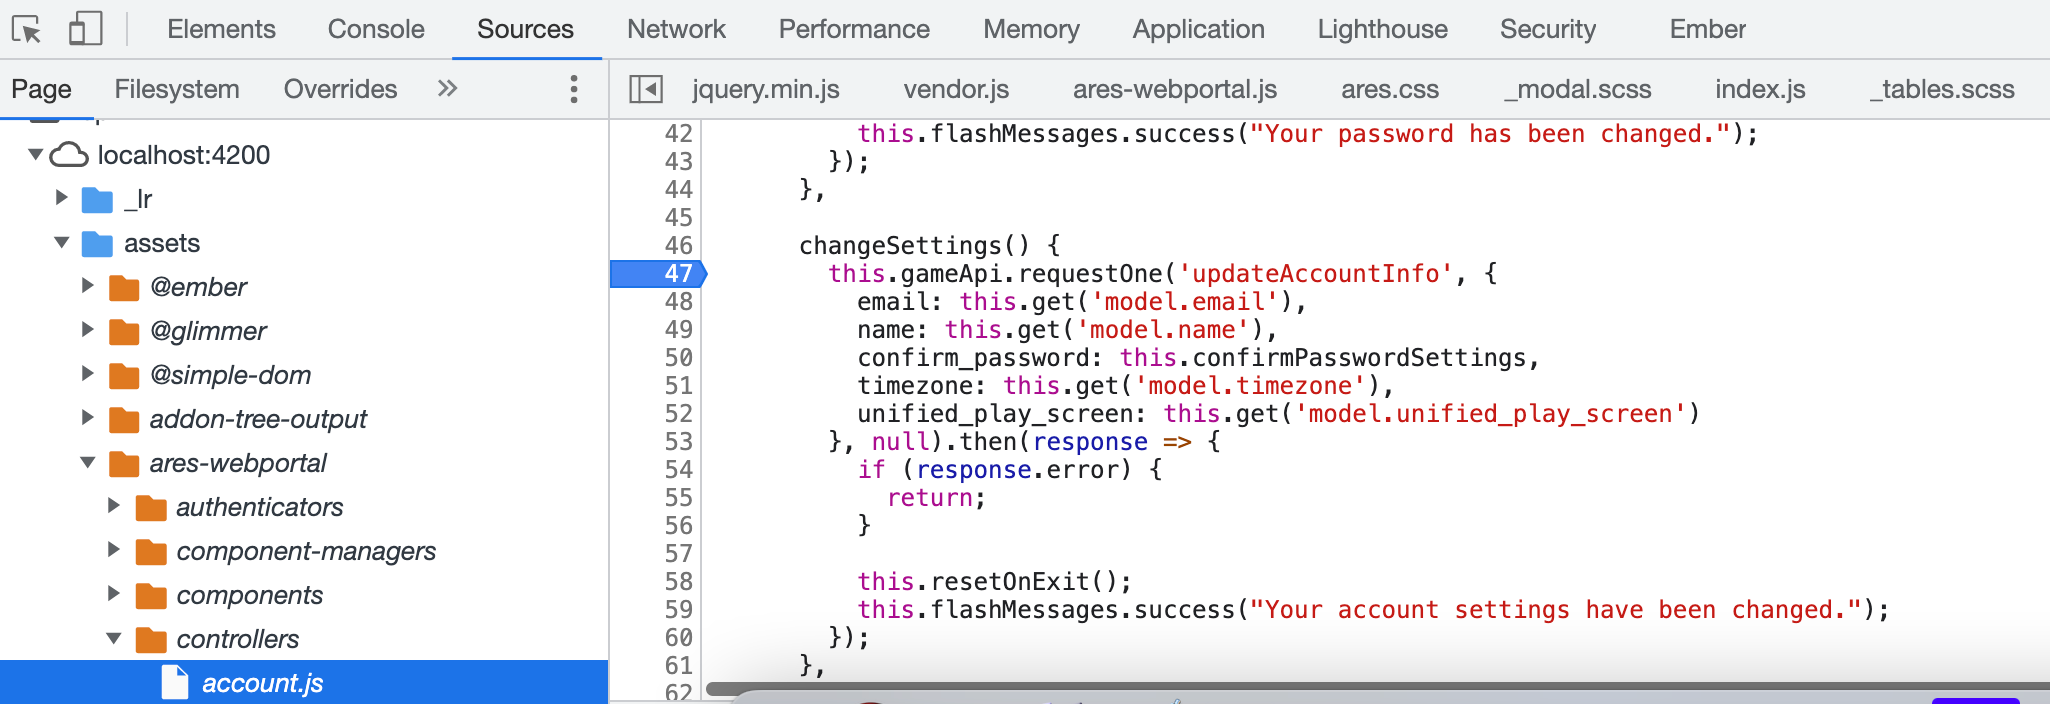 Elements Console Sources Network Performance Memory Application Lighthouse Security Ember
Page Filesystem Overrides »
jquery.min.js vendor.js ares-webportal.js ares.css _modal.scss index.js _tables.scss
localhost:4200
_lr
assets
@ember
@glimmer
@simple-dom
addon-tree-output
ares-webportal
authenticators
component-managers
components
controllers
account.js
42 this.flashMessages.success("Your password has been changed.");
43 });
44 },
45
46 changeSettings() {
47 this.gameApi.requestOne('updateAccountInfo', {
48 email: this.get('model.email'),
49 name: this.get('model.name'),
50 confirm_password: this.confirmPasswordSettings,
51 timezone: this.get('model.timezone'),
52 unified_play_screen: this.get('model.unified_play_screen')
53 }, null).then(response => {
54 if (response.error) {
55 return;
56 }
57
58 this.resetOnExit();
59 this.flashMessages.success("Your account settings have been changed.");
60 });
61 },
62